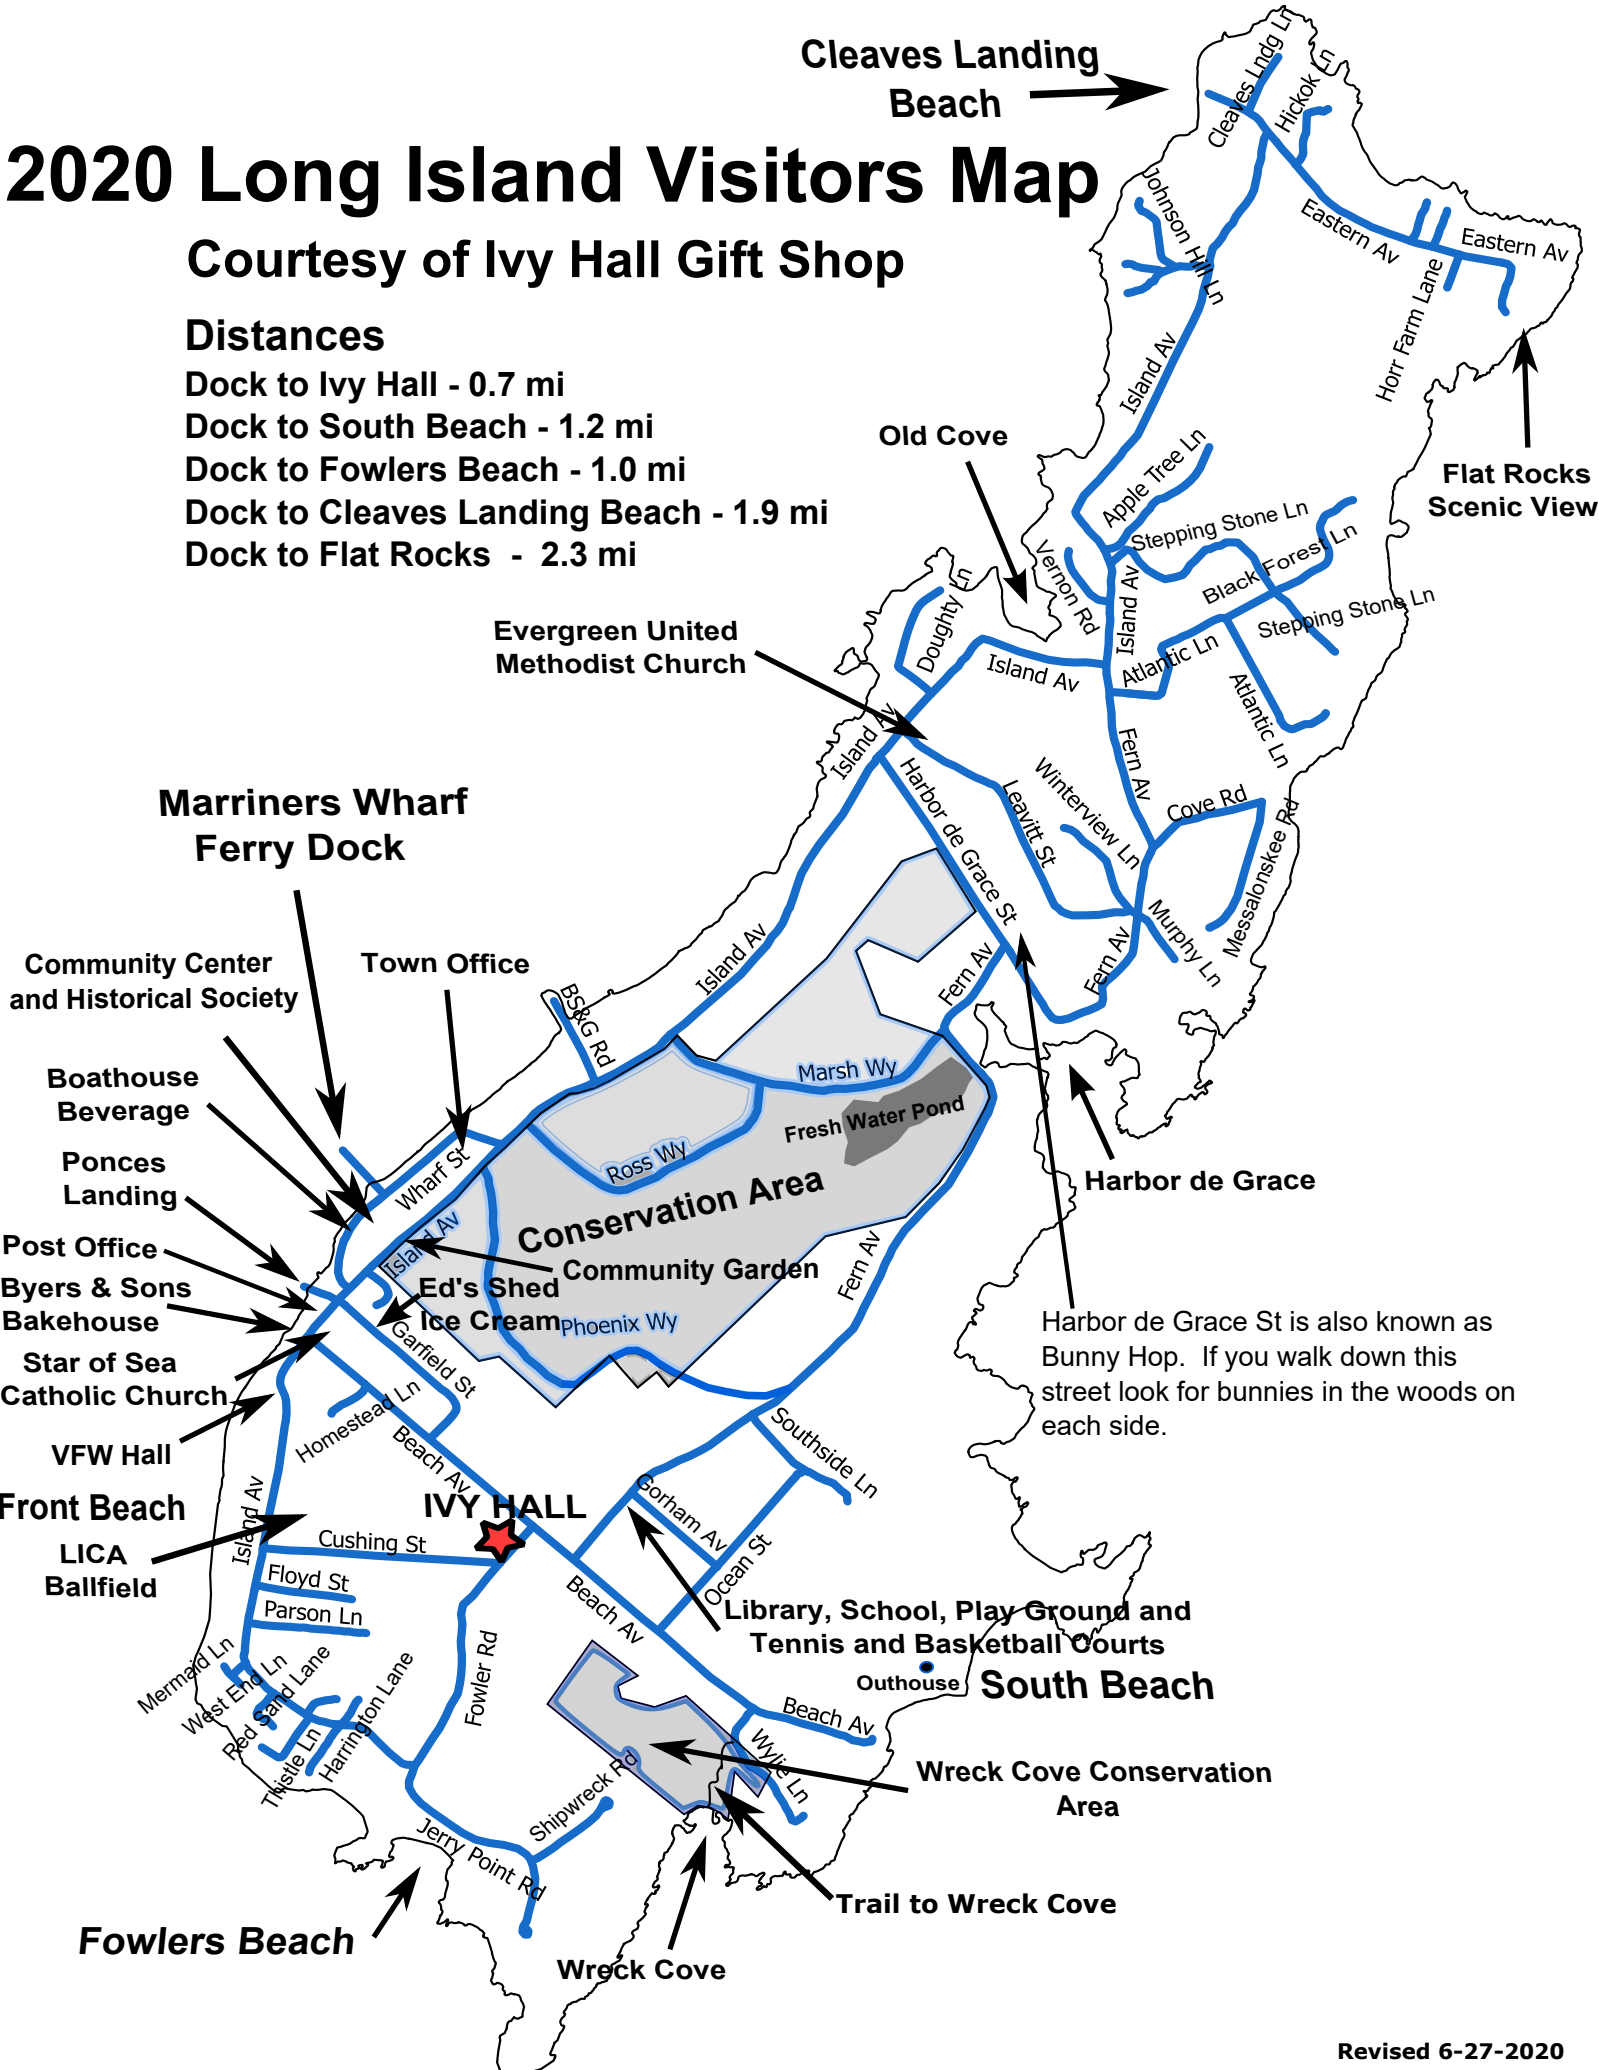 Cleaves Landing
Beach
2020 Long Island Visitors Map
Courtesy of Ivy Hall Gift Shop
Distances
Dock to Ivy Hall - 0.7 mi
Dock to South Beach - 1.2 mi
Dock to Fowlers Beach - 1.0 mi
Dock to Cleaves Landing Beach - 1.9 mi
Dock to Flat Rocks - 2.3 mi
Cleaves Lndg Ln
Hickok Ln
Johnson Hill Ln
Eastern Av
Eastern Av
Horr Farm Lane
Island Av
Flat Rocks
Scenic View
Old Cove
Apple Tree Ln
Stepping Stone Ln
Black Forest Ln
Stepping Stone Ln
Vernon Rd
Island Av
Doughty Ln
Evergreen United
Methodist Church
Island Av
Atlantic Ln
Atlantic Ln
Island Av
Fern Av
Harbor de Grace St
Leavitt St
Winterview Ln
Cove Rd
Messalonskee Rd
Murphy Ln
Fern Av
Fern Av
Marriners Wharf
Ferry Dock
Community Center
and Historical Society
Town Office
Island Av
BS&G Rd
Boathouse
Beverage
Marsh Wy
Fresh Water Pond
Ross Wy
Conservation Area
Harbor de Grace
Ponces
Landing
Wharf St
Island Av
Community Garden
Post Office
Byers & Sons
Bakehouse
Ed's Shed
Ice Cream
Phoenix Wy
Fern Av
Garfield St
Star of Sea
Catholic Church
Harbor de Grace St is also known as
Bunny Hop. If you walk down this
street look for bunnies in the woods on
each side.
Homestead Ln
VFW Hall
Beach Av
Southside Ln
Front Beach
Island Av
IVY HALL
Gorham Av
LICA
Ballfield
Cushing St
Ocean St
Floyd St
Parson Ln
Beach Av
Library, School, Play Ground and
Tennis and Basketball Courts
Outhouse
South Beach
Mermaid Ln
West End Ln
Red Sand Lane
Thistle Ln
Harrington Lane
Fowler Rd
Beach Av
Wylie Ln
Wreck Cove Conservation
Area
Shipwreck Rd
Jerry Point Rd
Trail to Wreck Cove
Fowlers Beach
Wreck Cove
Revised 6-27-2020